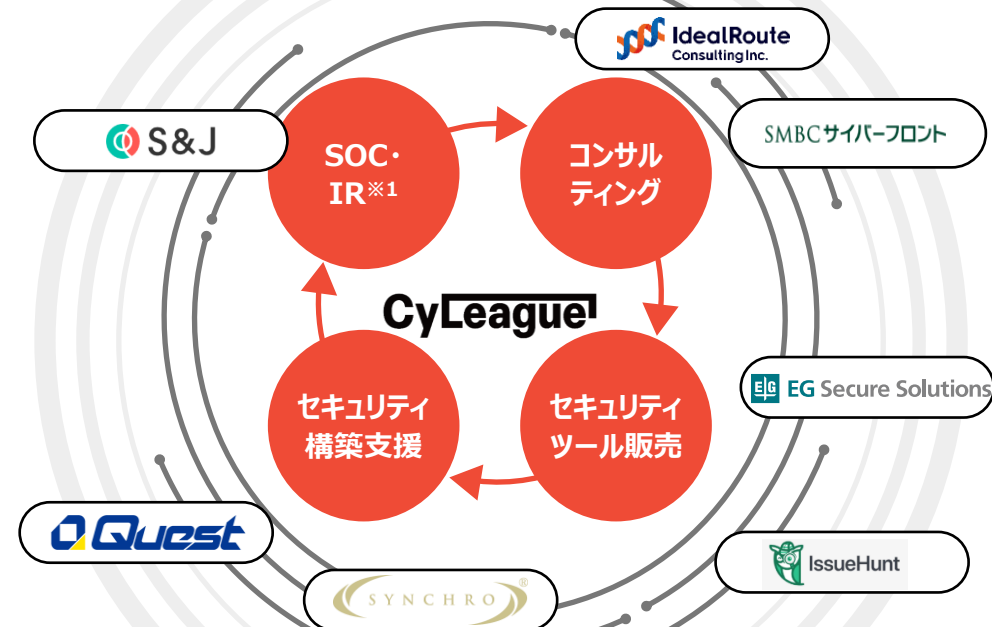 IdealRoute
Consulting Inc.
S&J
SMBCサイバーフロント
SOC・
IR※1
コンサル
ティング
CyLeague
セキュリティ
構築支援
セキュリティ
ツール販売
E|G EG Secure Solutions
Quest
SYNCHRO®
IssueHunt